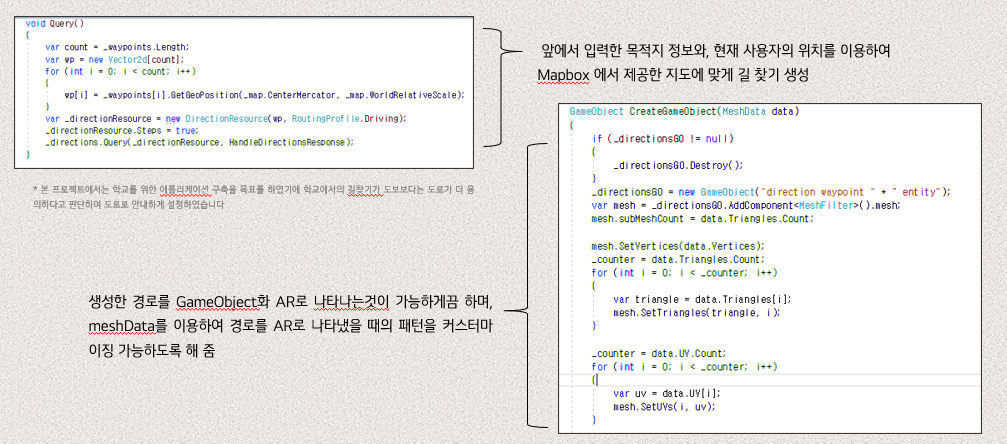 void Query()
{
var count = _waypoints.Length;
var wp = new Vector2d[count];
for (int i = 0; i < count; i++)
{
wp[i] = _waypoints[i].GetGeoPosition(_map.CenterMercator, _map.WorldRelativeScale);
}
var _directionResource = new DirectionResource(wp, RoutingProfile.Driving);
_directionResource.Steps = true;
_directions.Query(_directionResource, HandleDirectionsResponse);
}
앞에서 입력한 목적지 정보와, 현재 사용자의 위치를 이용하여
Mapbox 에서 제공한 지도에 맞게 길 찾기 생성
* 본 프로젝트에서는 학교를 위한 어플리케이션 구축을 목표를 하였기에 학교에서의 길찾기가 도보보다는 도로가 더 용
의하다고 판단하여 도로로 안내하게 설정하였습니다
GameObject CreateGameObject(MeshData data)
{
if (_directionsGO != null)
{
_directionsGO.Destroy();
}
_directionsGO = new GameObject("direction waypoint " + " entity");
var mesh = _directionsGO.AddComponent<MeshFilter>().mesh;
mesh.subMeshCount = data.Triangles.Count;
mesh.SetVertices(data.Vertices);
_counter = data.Triangles.Count;
for (int i = 0; i < _counter; i++)
{
var triangle = data.Triangles[i];
mesh.SetTriangles(triangle, i);
}
_counter = data.UV.Count;
for (int i = 0; i < _counter; i++)
{
var uv = data.UV[i];
mesh.SetUVs(i, uv);
}
생성한 경로를 GameObject화 AR로 나타나는것이 가능하게끔 하며,
meshData를 이용하여 경로를 AR로 나타냈을 때의 패턴을 커스터마
이징 가능하도록 해 줌